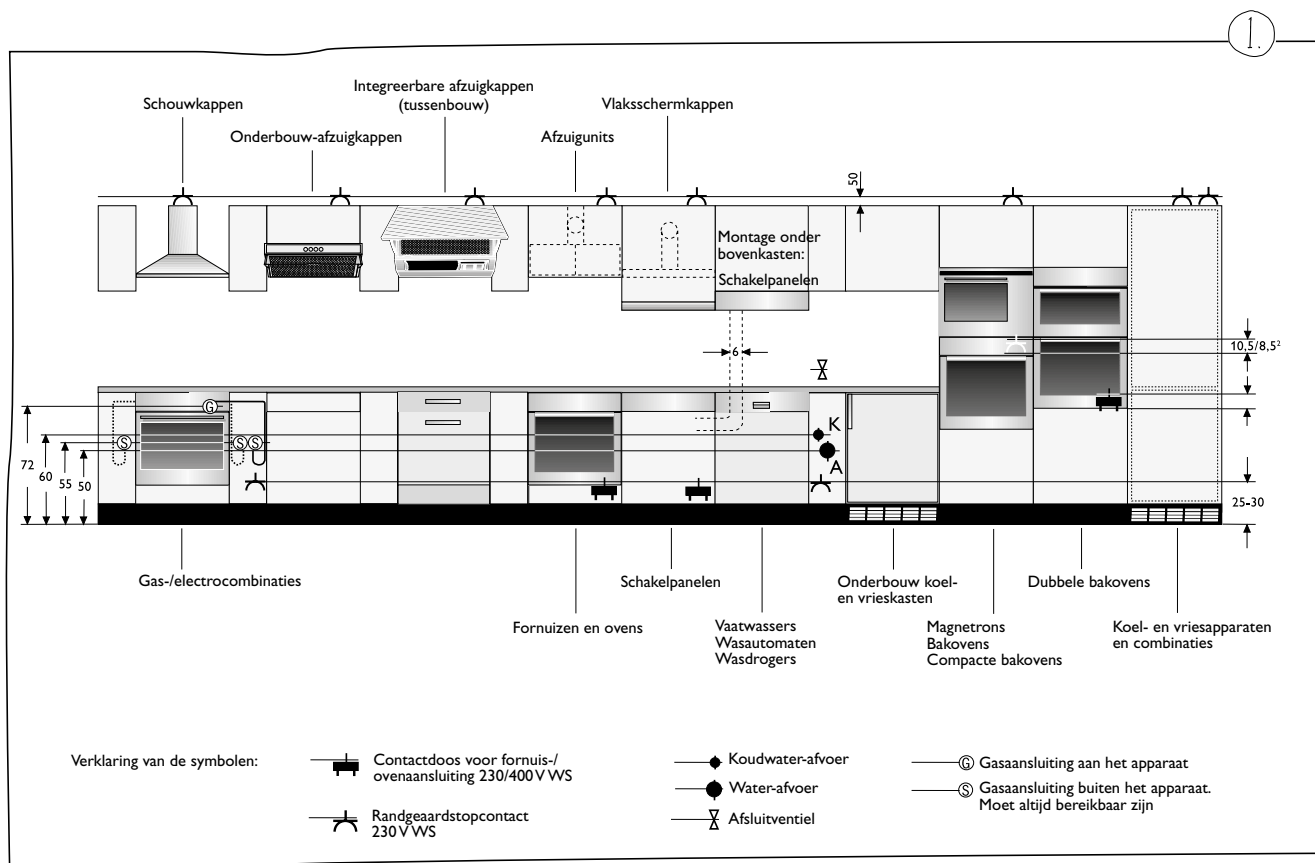 1.
Schouwkappen
Onderbouw-afzuigkappen
Integreerbare afzuigkappen
(tussenbouw)
Afzuigunits
Vlaksschermkappen
50
Montage onder
bovenkasten:
Schakelpanelen
6
10,5/8,5²
G
S
S
S
K
A
72
60
55
50
25-30
Gas-/electrocombinaties
Fornuizen en ovens
Schakelpanelen
Vaatwassers
Wasautomaten
Wasdrogers
Onderbouw koel-
en vrieskasten
Magnetrons
Bakovens
Compacte bakovens
Dubbele bakovens
Koel- en vriesapparaten
en combinaties
Verklaring van de symbolen:
Contactdoos voor fornuis-/
ovenaansluiting 230/400 V WS
Randgeaardstopcontact
230 V WS
Koudwater-afvoer
Water-afvoer
Afsluitventiel
G Gasaansluiting aan het apparaat
S Gasaansluiting buiten het apparaat.
Moet altijd bereikbaar zijn